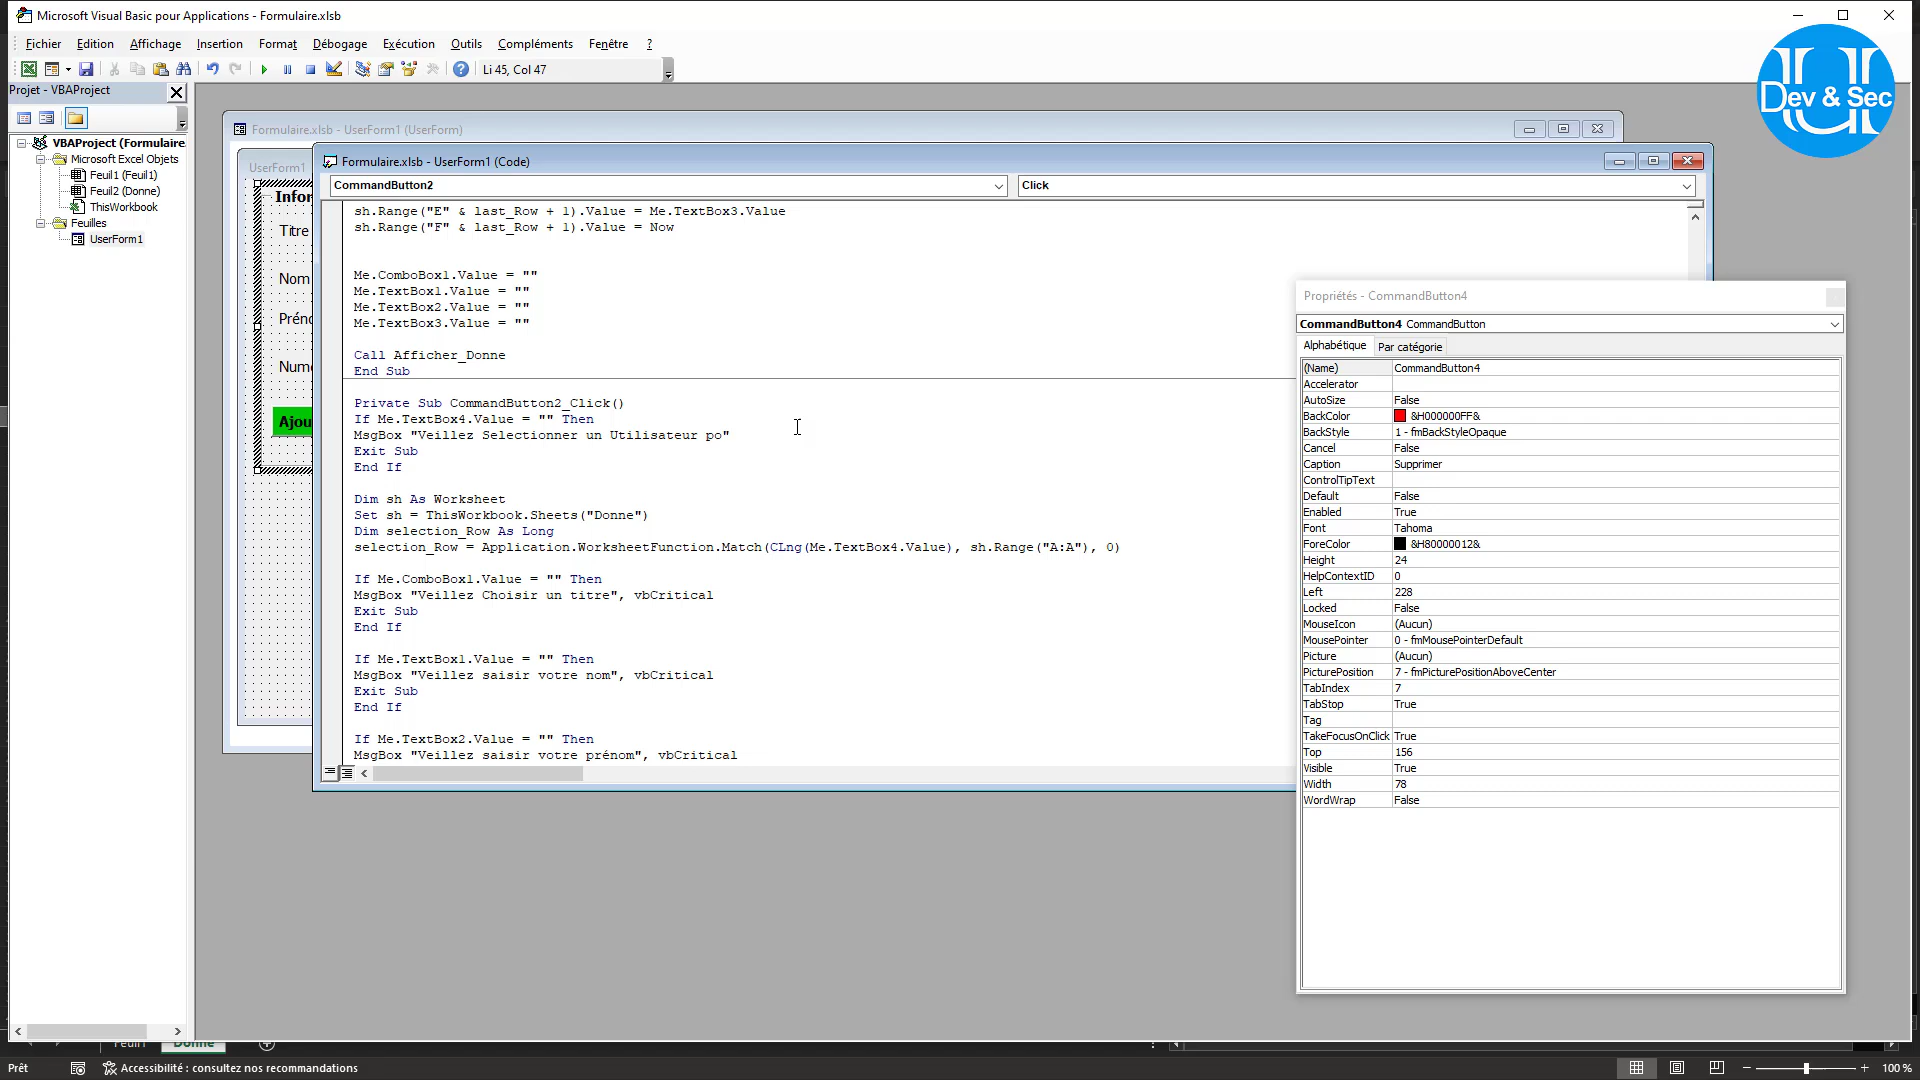 Microsoft Visual Basic pour Applications - Formulaire.xlsb
Fichier Edition Affichage Insertion Format Débogage Exécution Outils Compléments Fenêtre ?
Li 45, Col 47
Dev & Sec
Projet - VBAProject
VBAProject (Formulaire.
Microsoft Excel Objets
Feuil1 (Feuil1)
Feuil2 (Donne)
ThisWorkbook
Feuilles
UserForm1
Formulaire.xlsb - UserForm1 (UserForm)
UserForm1
Infor
Titre
Nom
Préno
Nume
Ajou
Formulaire.xlsb - UserForm1 (Code)
CommandButton2 Click
sh.Range("E" & last_Row + 1).Value = Me.TextBox3.Value
sh.Range("F" & last_Row + 1).Value = Now
Me.ComboBox1.Value = ""
Me.TextBox1.Value = ""
Me.TextBox2.Value = ""
Me.TextBox3.Value = ""
Call Afficher_Donne
End Sub
Private Sub CommandButton2_Click()
If Me.TextBox4.Value = "" Then
MsgBox "Veillez Selectionner un Utilisateur po"
Exit Sub
End If
Dim sh As Worksheet
Set sh = ThisWorkbook.Sheets("Donne")
Dim selection_Row As Long
selection_Row = Application.WorksheetFunction.Match(CLng(Me.TextBox4.Value), sh.Range("A:A"), 0)
If Me.ComboBox1.Value = "" Then
MsgBox "Veillez Choisir un titre", vbCritical
Exit Sub
End If
If Me.TextBox1.Value = "" Then
MsgBox "Veillez saisir votre nom", vbCritical
Exit Sub
End If
If Me.TextBox2.Value = "" Then
MsgBox "Veillez saisir votre prénom", vbCritical
Propriétés - CommandButton4
CommandButton4 CommandButton
Alphabétique Par catégorie
(Name) CommandButton4
Accelerator
AutoSize False
BackColor &H000000FF&
BackStyle 1 - fmBackStyleOpaque
Cancel False
Caption Supprimer
ControlTipText
Default False
Enabled True
Font Tahoma
ForeColor &H80000012&
Height 24
HelpContextID 0
Left 228
Locked False
MouseIcon (Aucun)
MousePointer 0 - fmMousePointerDefault
Picture (Aucun)
PicturePosition 7 - fmPicturePositionAboveCenter
TabIndex 7
TabStop True
Tag
TakeFocusOnClick True
Top 156
Visible True
Width 78
WordWrap False
Feuil1 Donne
Prêt Accessibilité : consultez nos recommandations 100 %